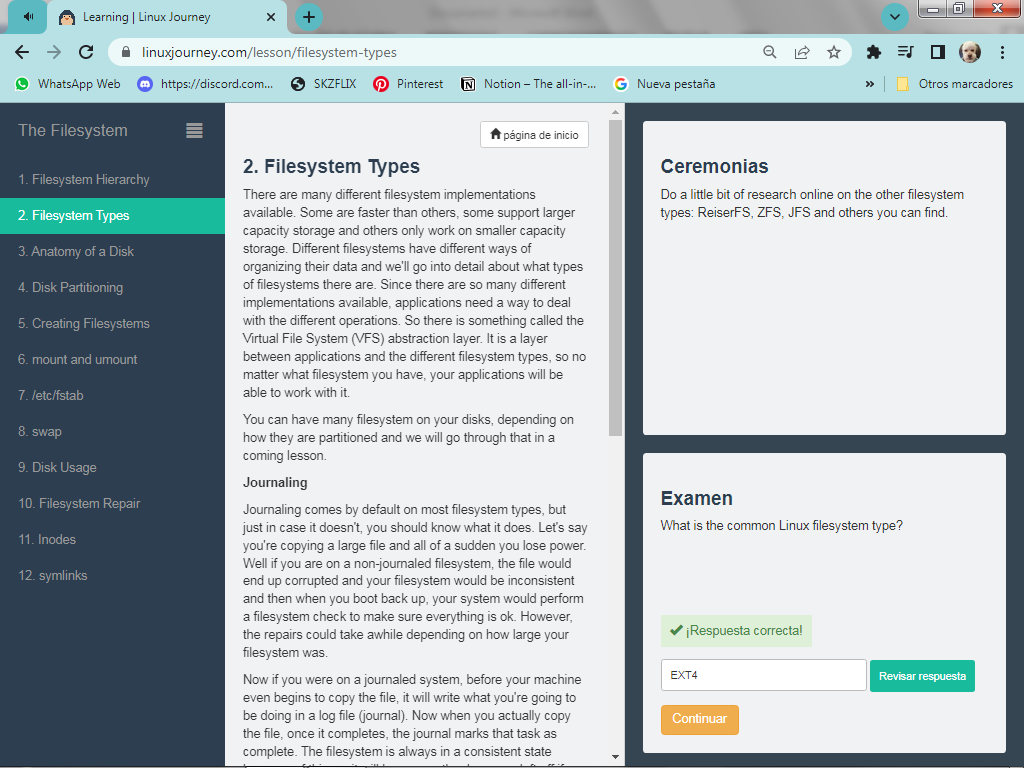 Learning | Linux Journey
linuxjourney.com/lesson/filesystem-types
WhatsApp Web
https://discord.com...
SKZFLIX
Pinterest
Notion – The all-in-...
Nueva pestaña
»
Otros marcadores
The Filesystem
1. Filesystem Hierarchy
2. Filesystem Types
3. Anatomy of a Disk
4. Disk Partitioning
5. Creating Filesystems
6. mount and umount
7. /etc/fstab
8. swap
9. Disk Usage
10. Filesystem Repair
11. Inodes
12. symlinks
página de inicio
2. Filesystem Types
There are many different filesystem implementations
available. Some are faster than others, some support larger
capacity storage and others only work on smaller capacity
storage. Different filesystems have different ways of
organizing their data and we'll go into detail about what types
of filesystems there are. Since there are so many different
implementations available, applications need a way to deal
with the different operations. So there is something called the
Virtual File System (VFS) abstraction layer. It is a layer
between applications and the different filesystem types, so no
matter what filesystem you have, your applications will be
able to work with it.
You can have many filesystem on your disks, depending on
how they are partitioned and we will go through that in a
coming lesson.
Journaling
Journaling comes by default on most filesystem types, but
just in case it doesn't, you should know what it does. Let's say
you're copying a large file and all of a sudden you lose power.
Well if you are on a non-journaled filesystem, the file would
end up corrupted and your filesystem would be inconsistent
and then when you boot back up, your system would perform
a filesystem check to make sure everything is ok. However,
the repairs could take awhile depending on how large your
filesystem was.
Now if you were on a journaled system, before your machine
even begins to copy the file, it will write what you're going to
be doing in a log file (journal). Now when you actually copy
the file, once it completes, the journal marks that task as
complete. The filesystem is always in a consistent state
Ceremonias
Do a little bit of research online on the other filesystem
types: ReiserFS, ZFS, JFS and others you can find.
Examen
What is the common Linux filesystem type?
¡Respuesta correcta!
EXT4
Revisar respuesta
Continuar